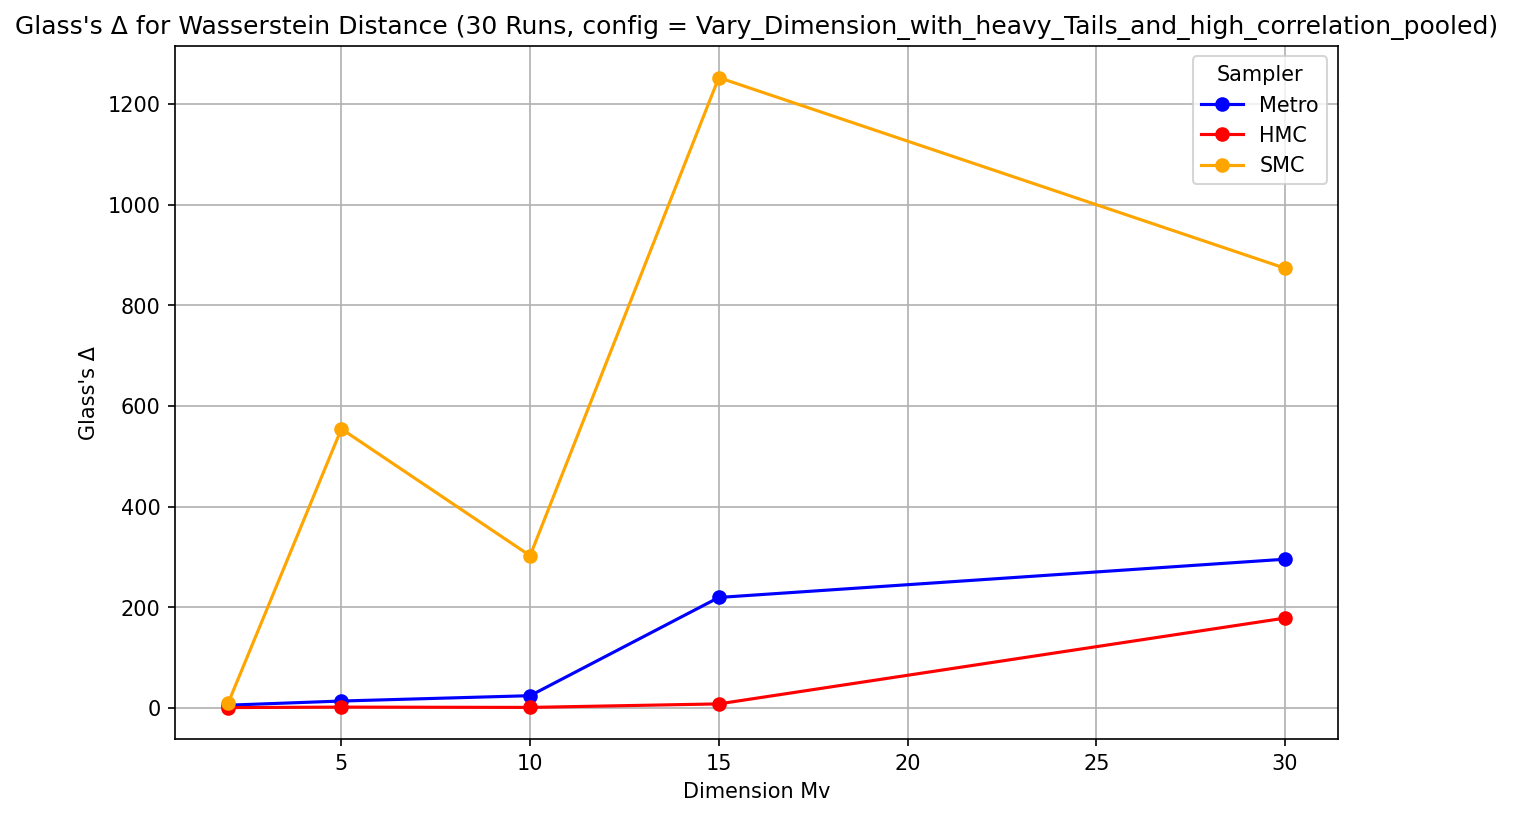 Glass's Δ for Wasserstein Distance (30 Runs, config = Vary_Dimension_with_heavy_Tails_and_high_correlation_pooled)
Sampler
Metro
HMC
SMC
1200
1000
800
600
400
200
0
Glass's Δ
5 10 15 20 25 30
Dimension Mv